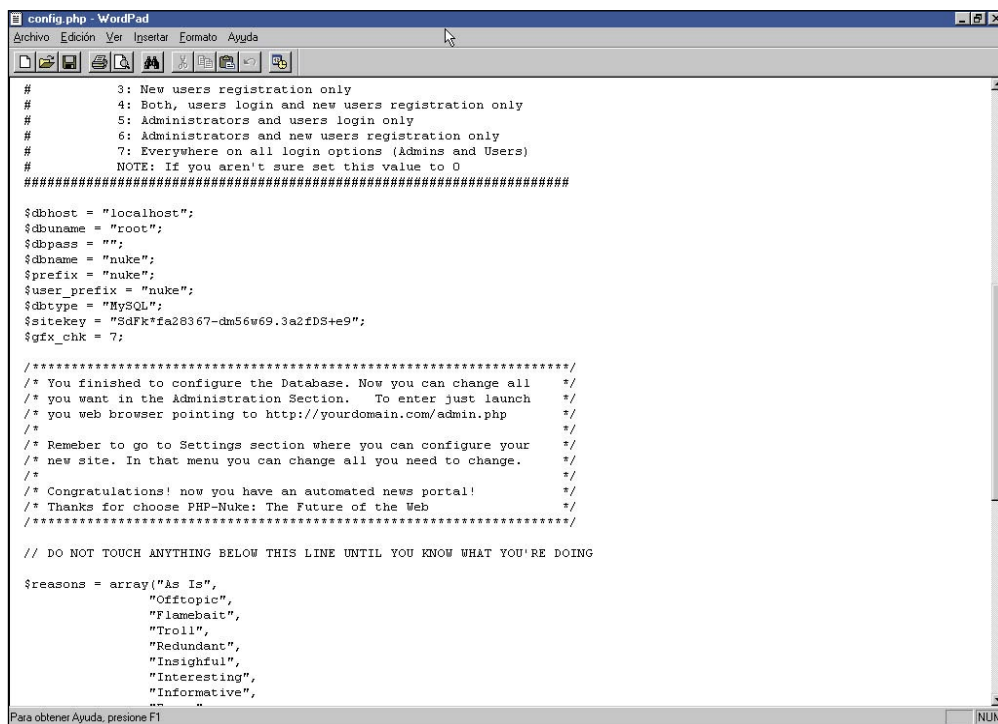 config.php - WordPad
Archivo Edición Ver Insertar Formato Ayuda
# 3: New users registration only
# 4: Both, users login and new users registration only
# 5: Administrators and users login only
# 6: Administrators and new users registration only
# 7: Everywhere on all login options (Admins and Users)
# NOTE: If you aren't sure set this value to 0
######################################################################
$dbhost = "localhost";
$dbuname = "root";
$dbpass = "";
$dbname = "nuke";
$prefix = "nuke";
$user_prefix = "nuke";
$dbtype = "MySQL";
$sitekey = "SdFk*fa28367-dm56w69.3a2fDS+e9";
$gfx_chk = 7;
/*********************************************************************/
/* You finished to configure the Database. Now you can change all */
/* you want in the Administration Section. To enter just launch */
/* you web browser pointing to http://yourdomain.com/admin.php */
/* */
/* Remeber to go to Settings section where you can configure your */
/* new site. In that menu you can change all you need to change. */
/* */
/* Congratulations! now you have an automated news portal! */
/* Thanks for choose PHP-Nuke: The Future of the Web */
/*********************************************************************/
// DO NOT TOUCH ANYTHING BELOW THIS LINE UNTIL YOU KNOW WHAT YOU'RE DOING
$reasons = array("As Is",
"Offtopic",
"Flamebait",
"Troll",
"Redundant",
"Insighful",
"Interesting",
"Informative",
Para obtener Ayuda, presione F1
NUM